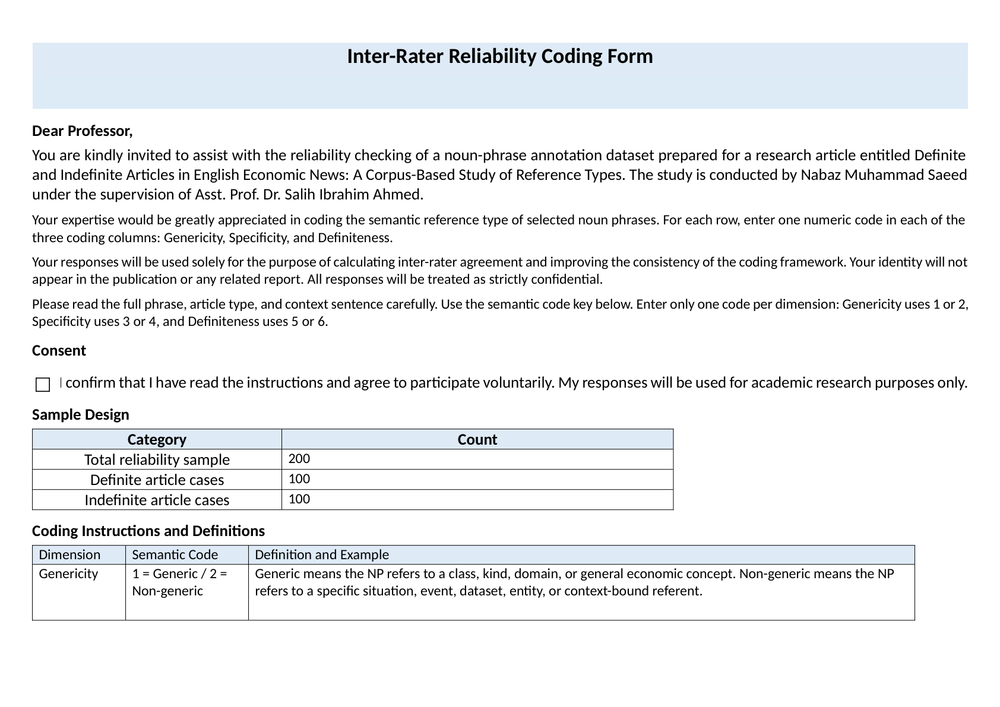 Inter-Rater Reliability Coding Form
Dear Professor,
You are kindly invited to assist with the reliability checking of a noun-phrase annotation dataset prepared for a research article entitled Definite
and Indefinite Articles in English Economic News: A Corpus-Based Study of Reference Types. The study is conducted by Nabaz Muhammad Saeed
under the supervision of Asst. Prof. Dr. Salih Ibrahim Ahmed.
Your expertise would be greatly appreciated in coding the semantic reference type of selected noun phrases. For each row, enter one numeric code in each of the
three coding columns: Genericity, Specificity, and Definiteness.
Your responses will be used solely for the purpose of calculating inter-rater agreement and improving the consistency of the coding framework. Your identity will not
appear in the publication or any related report. All responses will be treated as strictly confidential.
Please read the full phrase, article type, and context sentence carefully. Use the semantic code key below. Enter only one code per dimension: Genericity uses 1 or 2,
Specificity uses 3 or 4, and Definiteness uses 5 or 6.
Consent
☐ I confirm that I have read the instructions and agree to participate voluntarily. My responses will be used for academic research purposes only.
Sample Design
Category Count
Total reliability sample 200
Definite article cases 100
Indefinite article cases 100
Coding Instructions and Definitions
Dimension Semantic Code Definition and Example
Genericity 1 = Generic / 2 = Generic means the NP refers to a class, kind, domain, or general economic concept. Non-generic means the NP
Non-generic refers to a specific situation, event, dataset, entity, or context-bound referent.